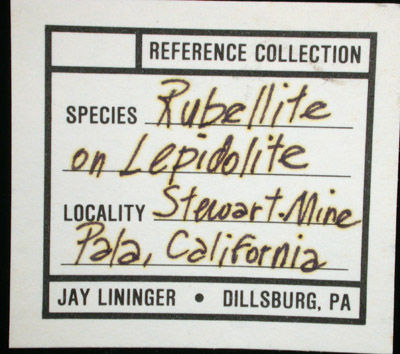 REFERENCE COLLECTION
SPECIES Rubellite
on Lepidolite
LOCALITY Stewart Mine
Pala, California
JAY LININGER • DILLSBURG, PA